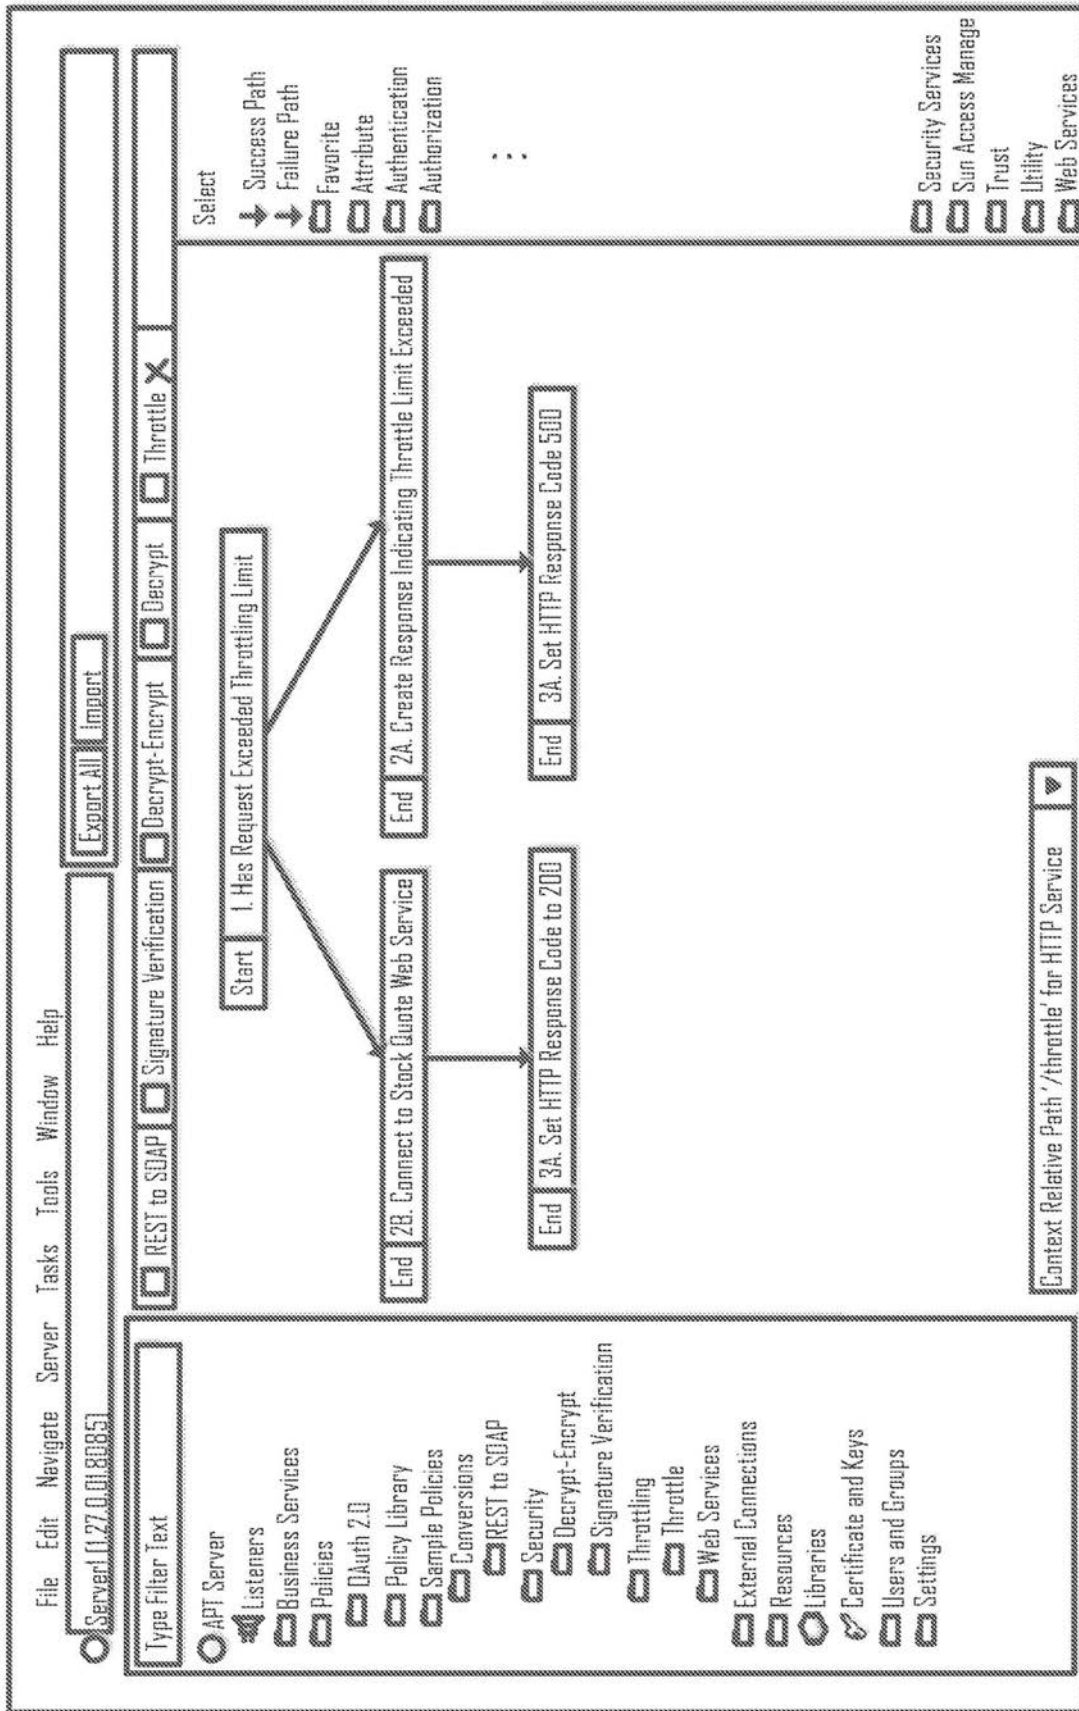 File Edit Navigate Server Tasks Tools Window Help
Server1 [127.0.01.8085]
Export All Import
Type Filter Text
REST to SOAP Signature Verification Decrypt-Encrypt Decrypt Throttle X
APT Server
Listeners
Business Services
Policies
OAuth 2.0
Policy Library
Sample Policies
Conversions
REST to SOAP
Security
Decrypt-Encrypt
Signature Verification
Throttling
Throttle
Web Services
External Connections
Resources
Libraries
Certificate and Keys
Users and Groups
Settings
Start 1. Has Request Exceeded Throttling Limit
End 2B. Connect to Stock Quote Web Service
End 2A. Create Response Indicating Throttle Limit Exceeded
End 3A. Set HTTP Response Code to 200
End 3A. Set HTTP Response Code 500
Context Relative Path '/throttle' for HTTP Service
Select
Success Path
Failure Path
Favorite
Attribute
Authentication
Authorization
...
Security Services
Sun Access Manage
Trust
Utility
Web Services